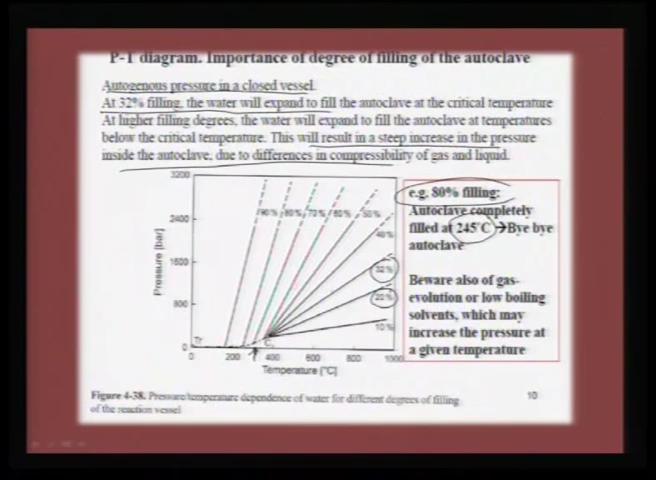 P-T diagram. Importance of degree of filling of the autoclave
Autogenous pressure in a closed vessel.
At 32% filling, the water will expand to fill the autoclave at the critical temperature
At higher filling degrees, the water will expand to fill the autoclave at temperatures
below the critical temperature. This will result in a steep increase in the pressure
inside the autoclave, due to differences in compressibility of gas and liquid.
3200
2400
1600
800
0
Pressure [bar]
90% 80% 70% 60% 50%
40%
32%
20%
10%
Tr
C
0 200 400 600 800 1000
Temperature [°C]
e.g. 80% filling:
Autoclave completely
filled at 245°C →Bye bye
autoclave
Beware also of gas-
evolution or low boiling
solvents, which may
increase the pressure at
a given temperature
Figure 4-38. Pressure/temperature dependence of water for different degrees of filling
of the reaction vessel
10